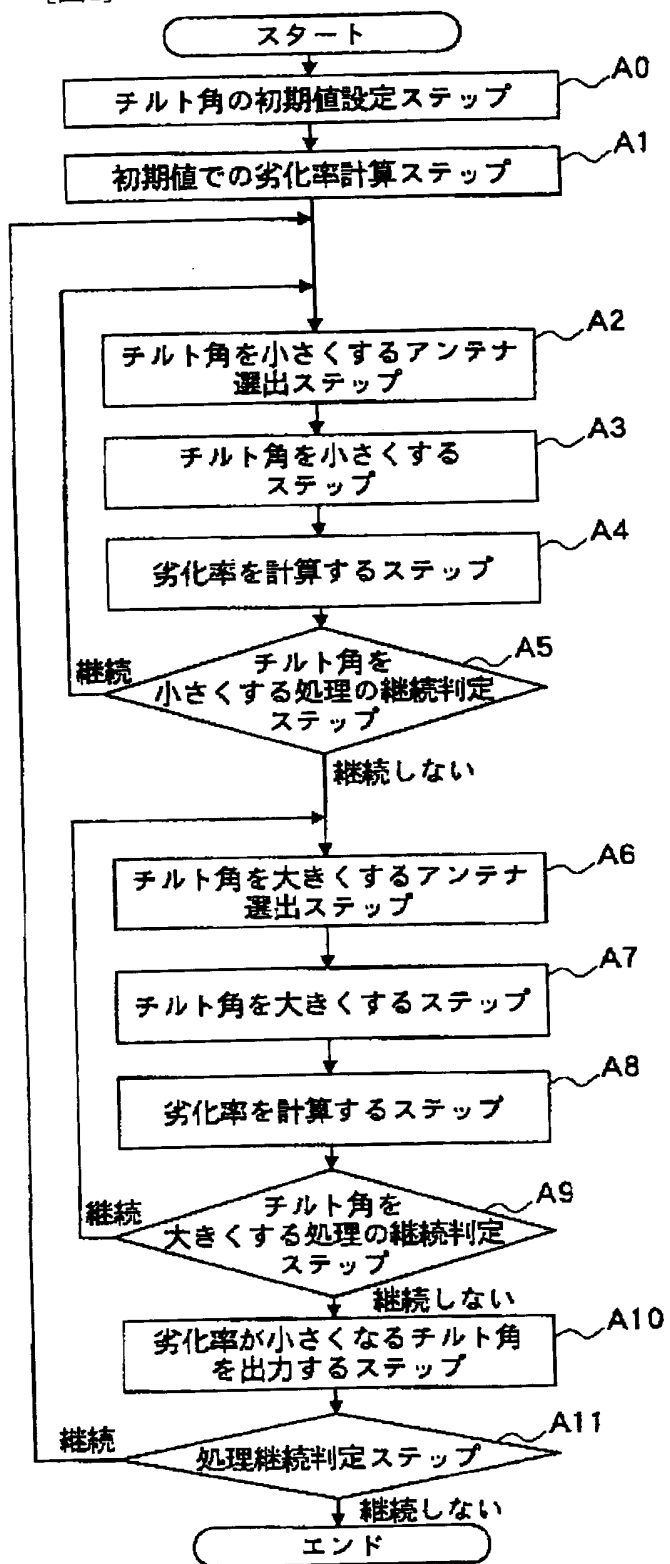 スタート
A0
チルト角の初期値設定ステップ
A1
初期値での劣化率計算ステップ
A2
チルト角を小さくするアンテナ
選出ステップ
A3
チルト角を小さくする
ステップ
A4
劣化率を計算するステップ
A5
チルト角を
小さくする処理の継続判定
ステップ
継続
継続しない
A6
チルト角を大きくするアンテナ
選出ステップ
A7
チルト角を大きくするステップ
A8
劣化率を計算するステップ
A9
チルト角を
大きくする処理の継続判定
ステップ
継続
継続しない
A10
劣化率が小さくなるチルト角
を出力するステップ
A11
処理継続判定ステップ
継続
継続しない
エンド